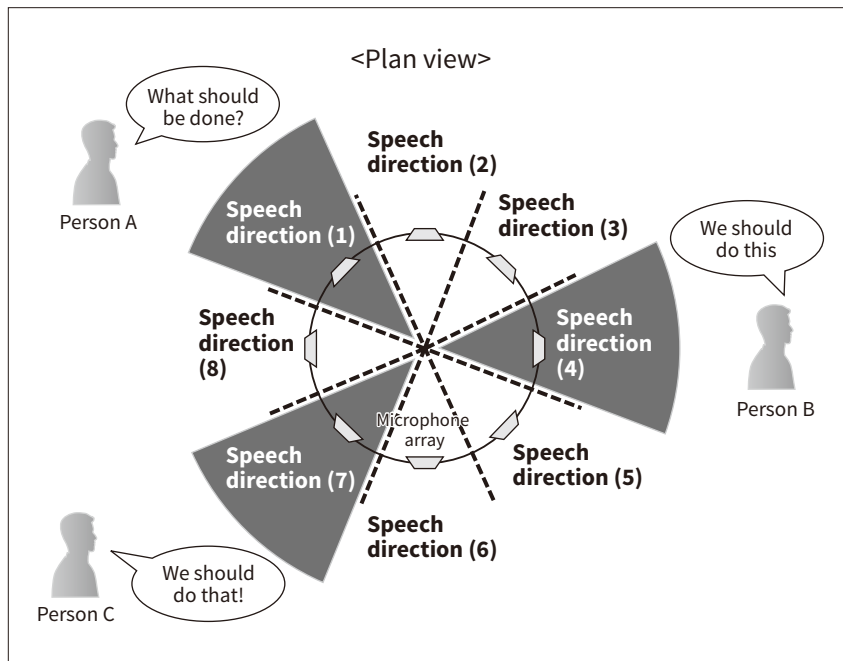 <Plan view>
What should
be done?
Person A
Speech
direction (1)
Speech
direction (2)
Speech
direction (3)
We should
do this
Person B
Speech
direction
(4)
Speech
direction
(8)
Microphone
array
Speech
direction (5)
Speech
direction (7)
Speech
direction (6)
We should
do that!
Person C